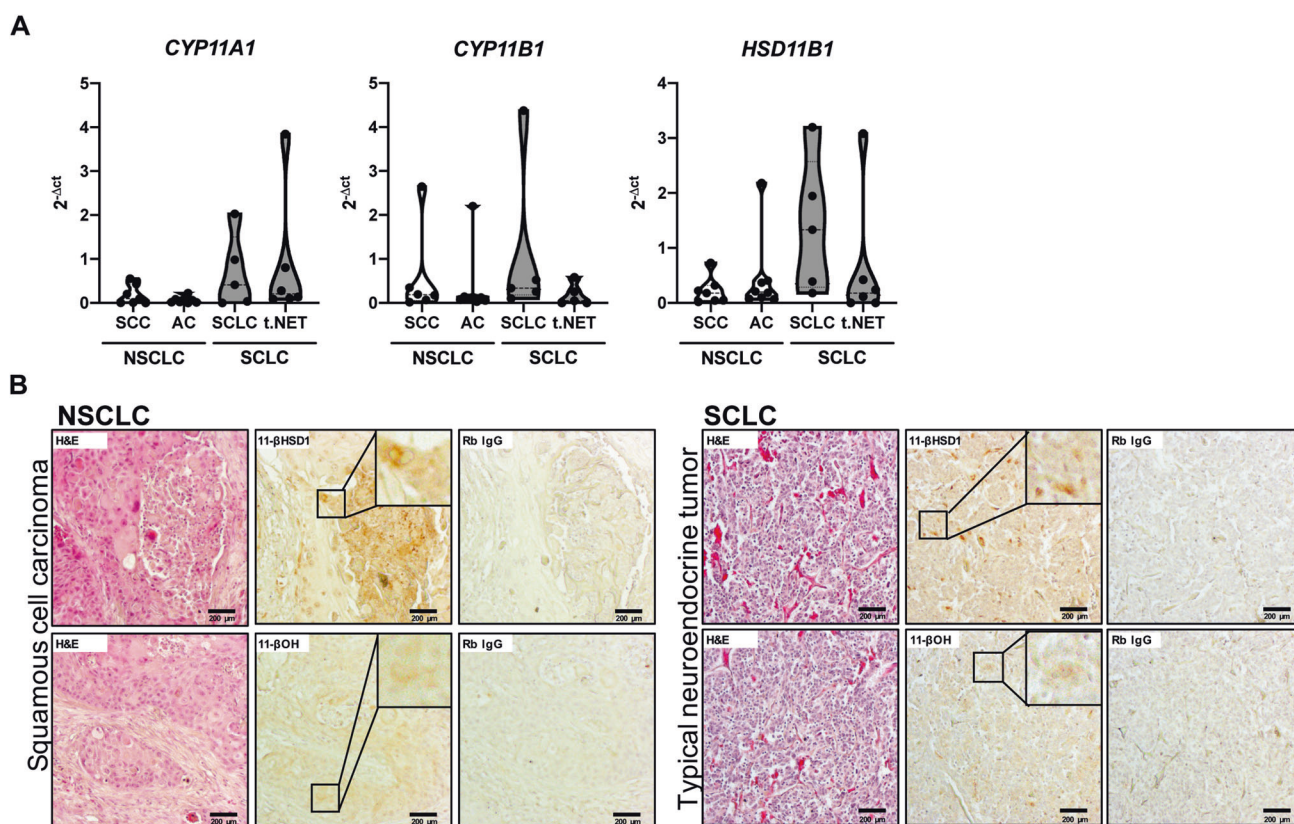 A
CYP11A1
CYP11B1
HSD11B1
5
4
3
2
1
0
2-Δct
SCC
AC
SCLC
t.NET
NSCLC
SCLC
5
4
3
2
1
0
2-Δct
SCC
AC
SCLC
t.NET
NSCLC
SCLC
4
3
2
1
0
2-Δct
SCC
AC
SCLC
t.NET
NSCLC
SCLC
B
NSCLC
Squamous cell carcinoma
H&E
200 µm
11-βHSD1
200 µm
Rb IgG
200 µm
H&E
200 µm
11-βOH
200 µm
Rb IgG
200 µm
SCLC
Typical neuroendocrine tumor
H&E
200 µm
11-βHSD1
200 µm
Rb IgG
200 µm
H&E
200 µm
11-βOH
200 µm
Rb IgG
200 µm